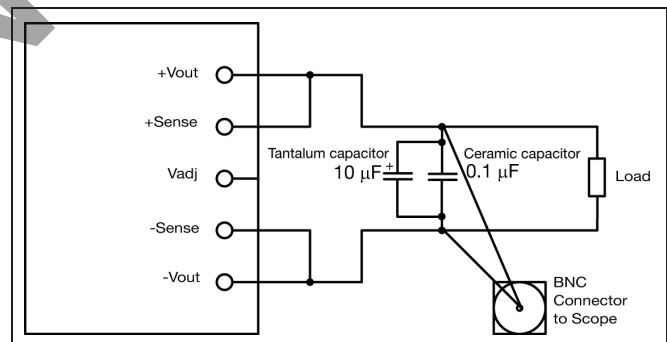 +Vout
+Sense
Vadj
-Sense
-Vout
Tantalum capacitor
10 μF
+
Ceramic capacitor
0.1 μF
Load
BNC
Connector
to Scope